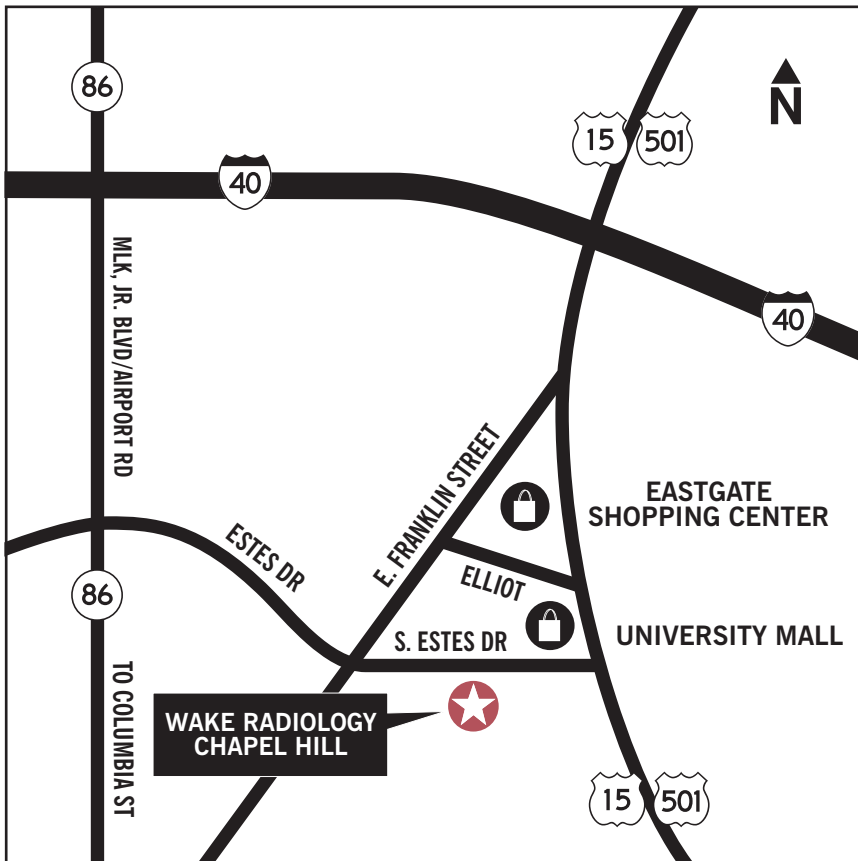 86
15
501
N
40
40
MLK, JR. BLVD/AIRPORT RD
E. FRANKLIN STREET
EASTGATE
SHOPPING CENTER
ESTES DR
ELLIOT
86
S. ESTES DR
UNIVERSITY MALL
TO COLUMBIA ST
WAKE RADIOLOGY
CHAPEL HILL
15
501